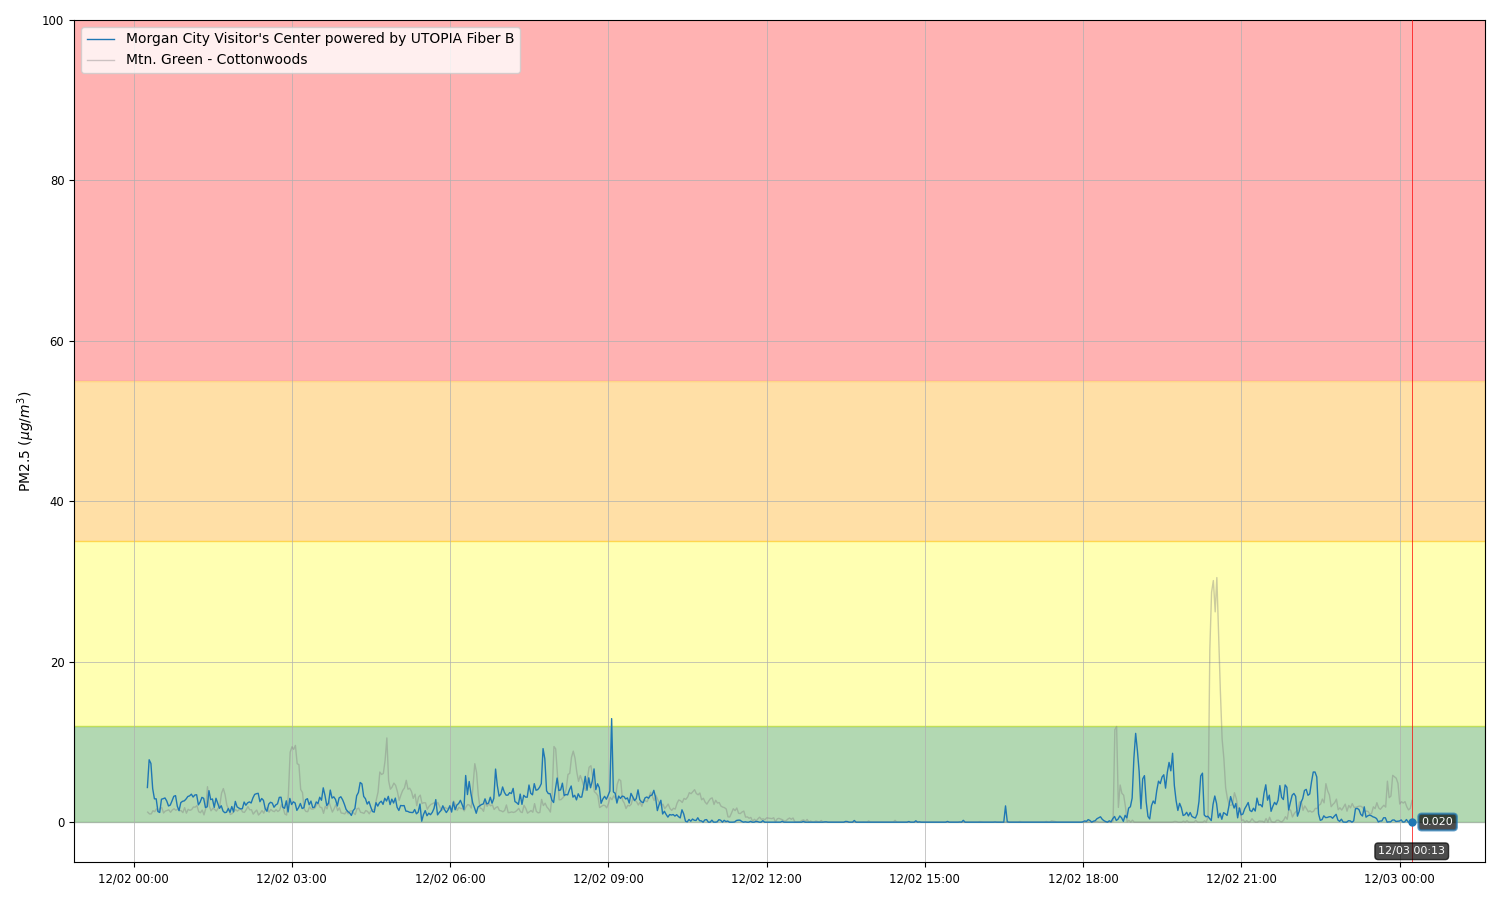 100
Morgan City Visitor's Center powered by UTOPIA Fiber B
Mtn. Green - Cottonwoods
80
60
40
20
0
PM2.5 (μg/m³)
0.020
12/03 00:13
12/02 00:00 12/02 03:00 12/02 06:00 12/02 09:00 12/02 12:00 12/02 15:00 12/02 18:00 12/02 21:00 12/03 00:00